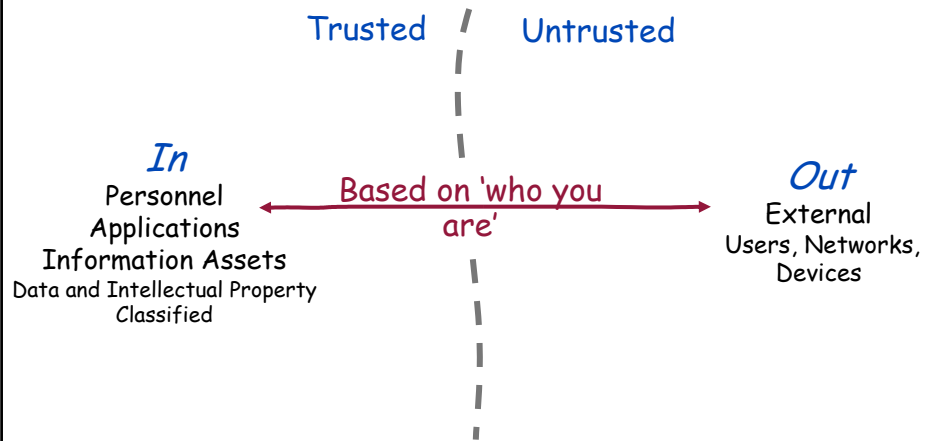 Trusted
Untrusted
In
Personnel
Applications
Information Assets
Data and Intellectual Property
Classified
Based on ‘who you
are’
Out
External
Users, Networks,
Devices